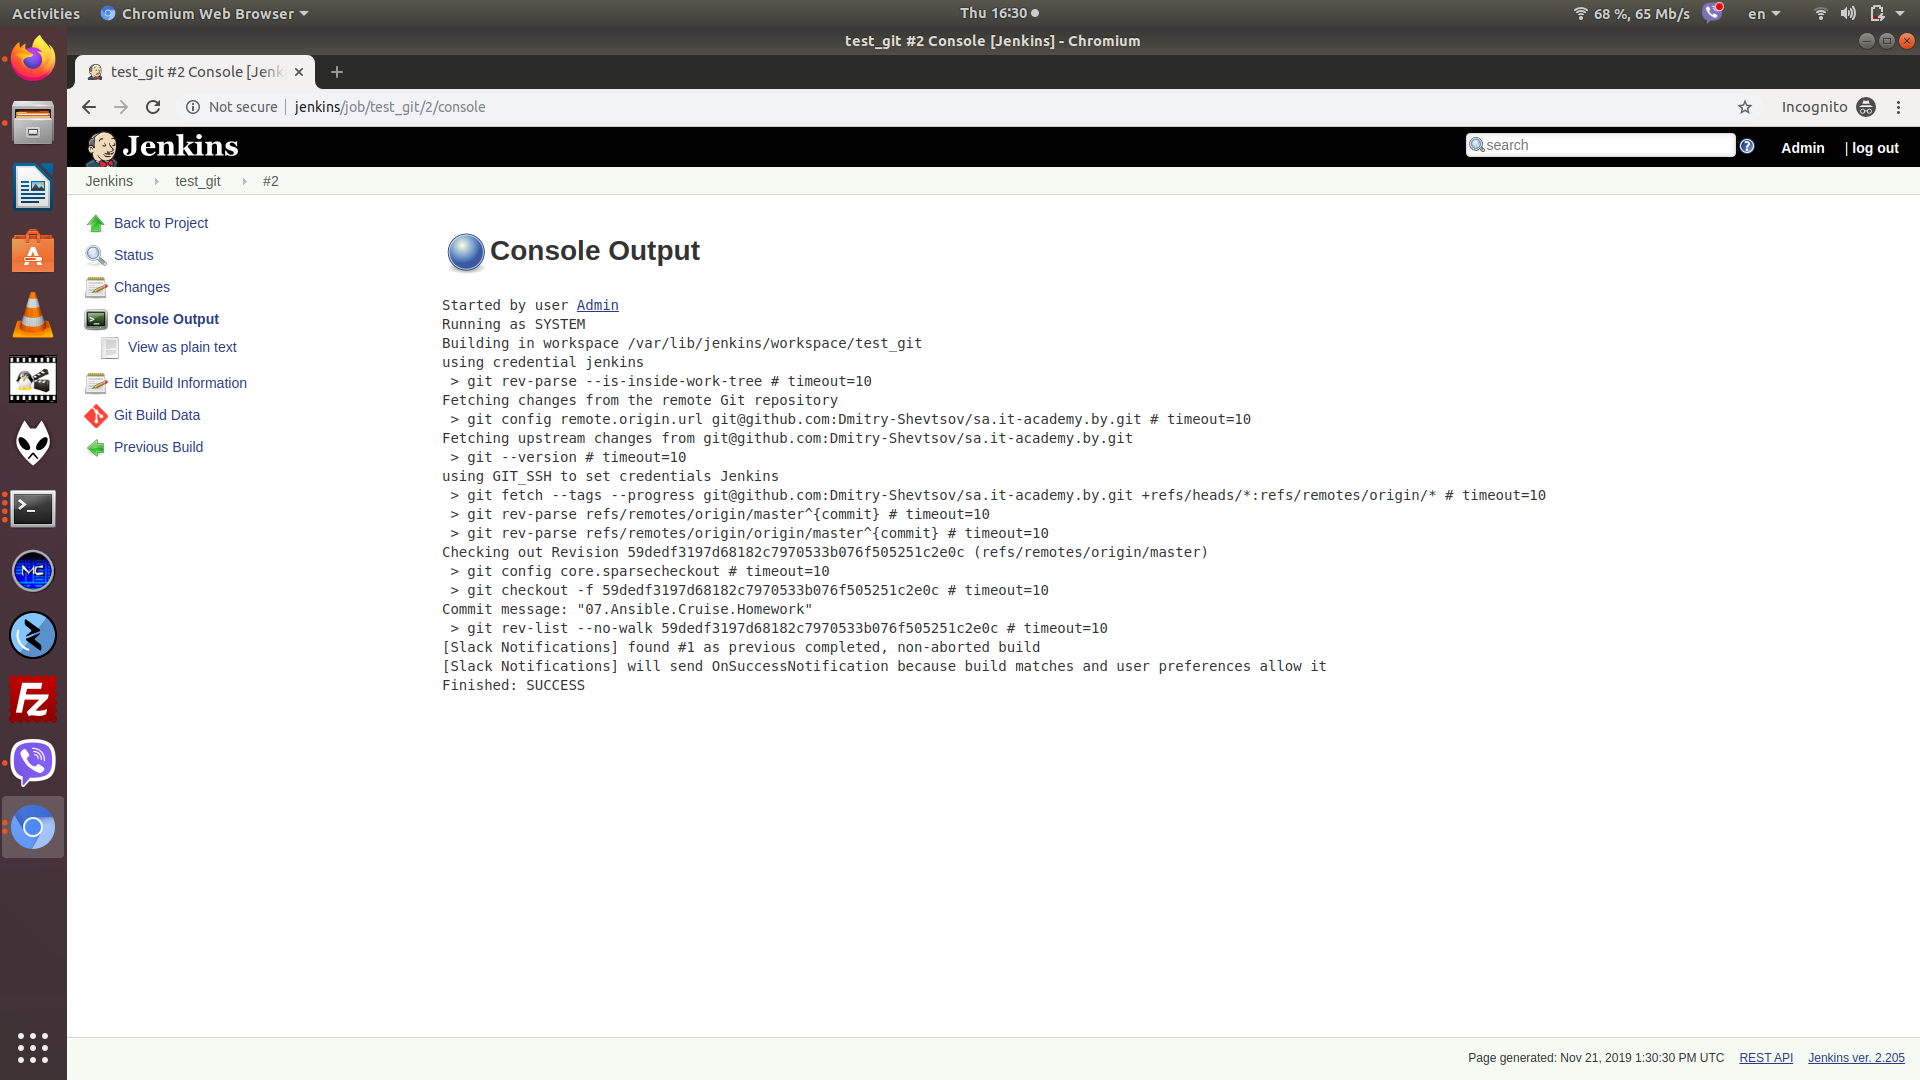 Activities
Chromium Web Browser
Thu 16:30
68 %, 65 Mb/s
en
test_git #2 Console [Jenkins] - Chromium
test_git #2 Console [Jenk
Not secure
jenkins/job/test_git/2/console
Incognito
Jenkins
search
Admin
| log out
Jenkins
test_git
#2
Back to Project
Status
Changes
Console Output
View as plain text
Edit Build Information
Git Build Data
Previous Build
Console Output
Started by user Admin
Running as SYSTEM
Building in workspace /var/lib/jenkins/workspace/test_git
using credential jenkins
 > git rev-parse --is-inside-work-tree # timeout=10
Fetching changes from the remote Git repository
 > git config remote.origin.url git@github.com:Dmitry-Shevtsov/sa.it-academy.by.git # timeout=10
Fetching upstream changes from git@github.com:Dmitry-Shevtsov/sa.it-academy.by.git
 > git --version # timeout=10
using GIT_SSH to set credentials Jenkins
 > git fetch --tags --progress git@github.com:Dmitry-Shevtsov/sa.it-academy.by.git +refs/heads/*:refs/remotes/origin/* # timeout=10
 > git rev-parse refs/remotes/origin/master^{commit} # timeout=10
 > git rev-parse refs/remotes/origin/origin/master^{commit} # timeout=10
Checking out Revision 59dedf3197d68182c7970533b076f505251c2e0c (refs/remotes/origin/master)
 > git config core.sparsecheckout # timeout=10
 > git checkout -f 59dedf3197d68182c7970533b076f505251c2e0c # timeout=10
Commit message: "07.Ansible.Cruise.Homework"
 > git rev-list --no-walk 59dedf3197d68182c7970533b076f505251c2e0c # timeout=10
[Slack Notifications] found #1 as previous completed, non-aborted build
[Slack Notifications] will send OnSuccessNotification because build matches and user preferences allow it
Finished: SUCCESS
Page generated: Nov 21, 2019 1:30:30 PM UTC
REST API
Jenkins ver. 2.205